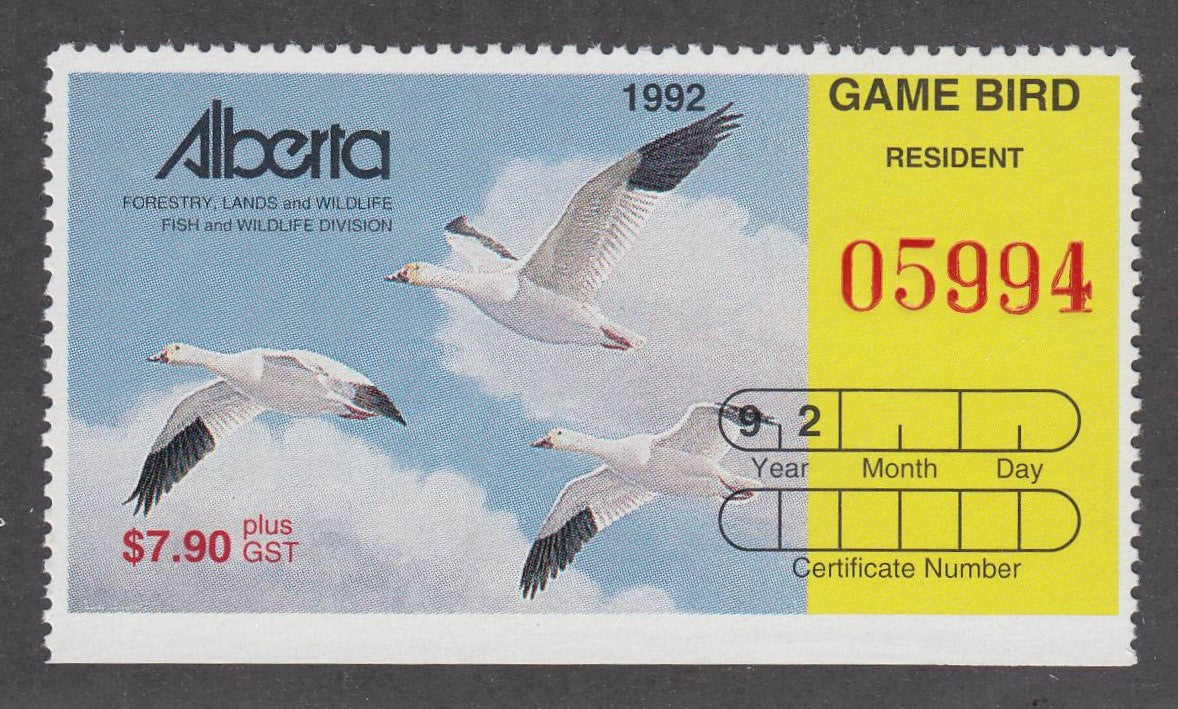 Alberta
FORESTRY, LANDS and WILDLIFE
FISH and WILDLIFE DIVISION
1992
GAME BIRD
RESIDENT
05994
9 2
Year Month Day
Certificate Number
$7.90 plus
GST